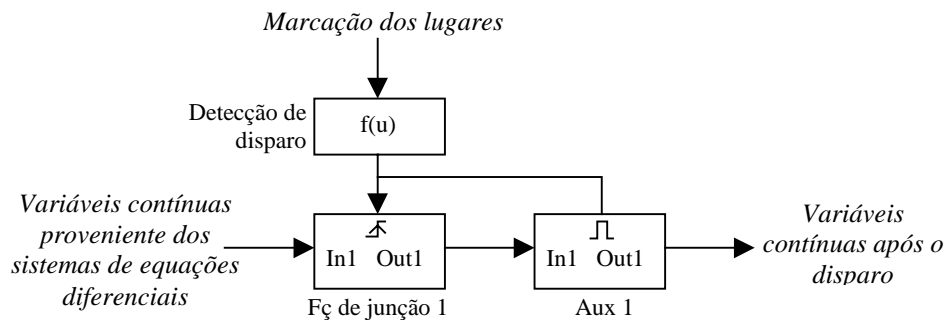 Marcação dos lugares
Detecção de
disparo
f(u)
Variáveis contínuas
proveniente dos
sistemas de equações
diferenciais
In1 Out1
Fç de junção 1
In1 Out1
Aux 1
Variáveis
contínuas após o
disparo